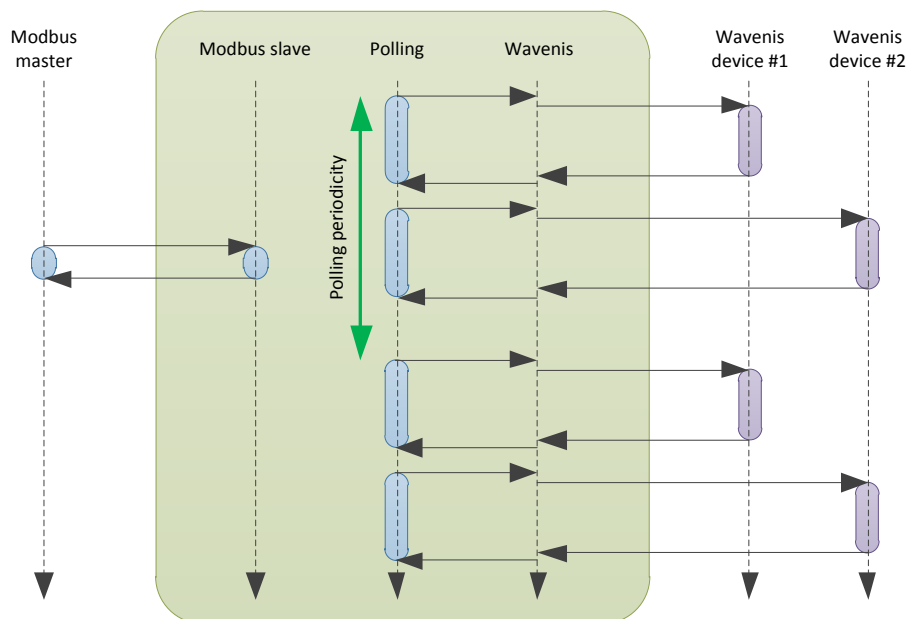 Modbus
master
Modbus slave
Polling
Wavenis
Wavenis
device #1
Wavenis
device #2
Polling periodicity